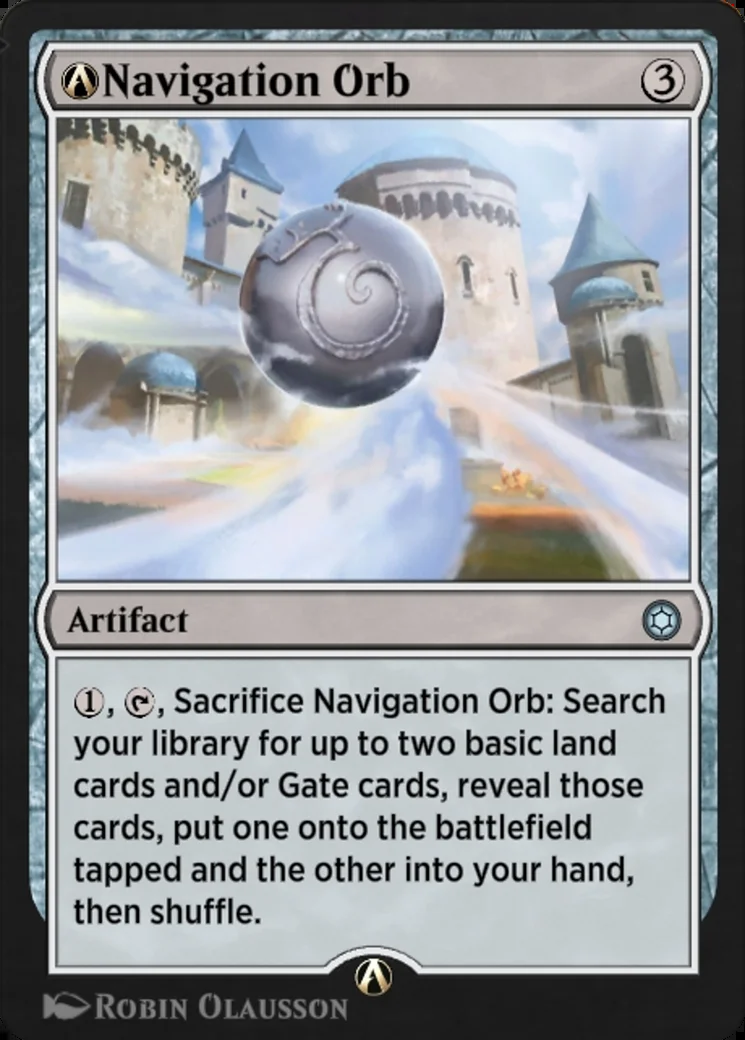 Navigation Orb 3
Artifact
1, , Sacrifice Navigation Orb: Search
your library for up to two basic land
cards and/or Gate cards, reveal those
cards, put one onto the battlefield
tapped and the other into your hand,
then shuffle.
Robin Olausson